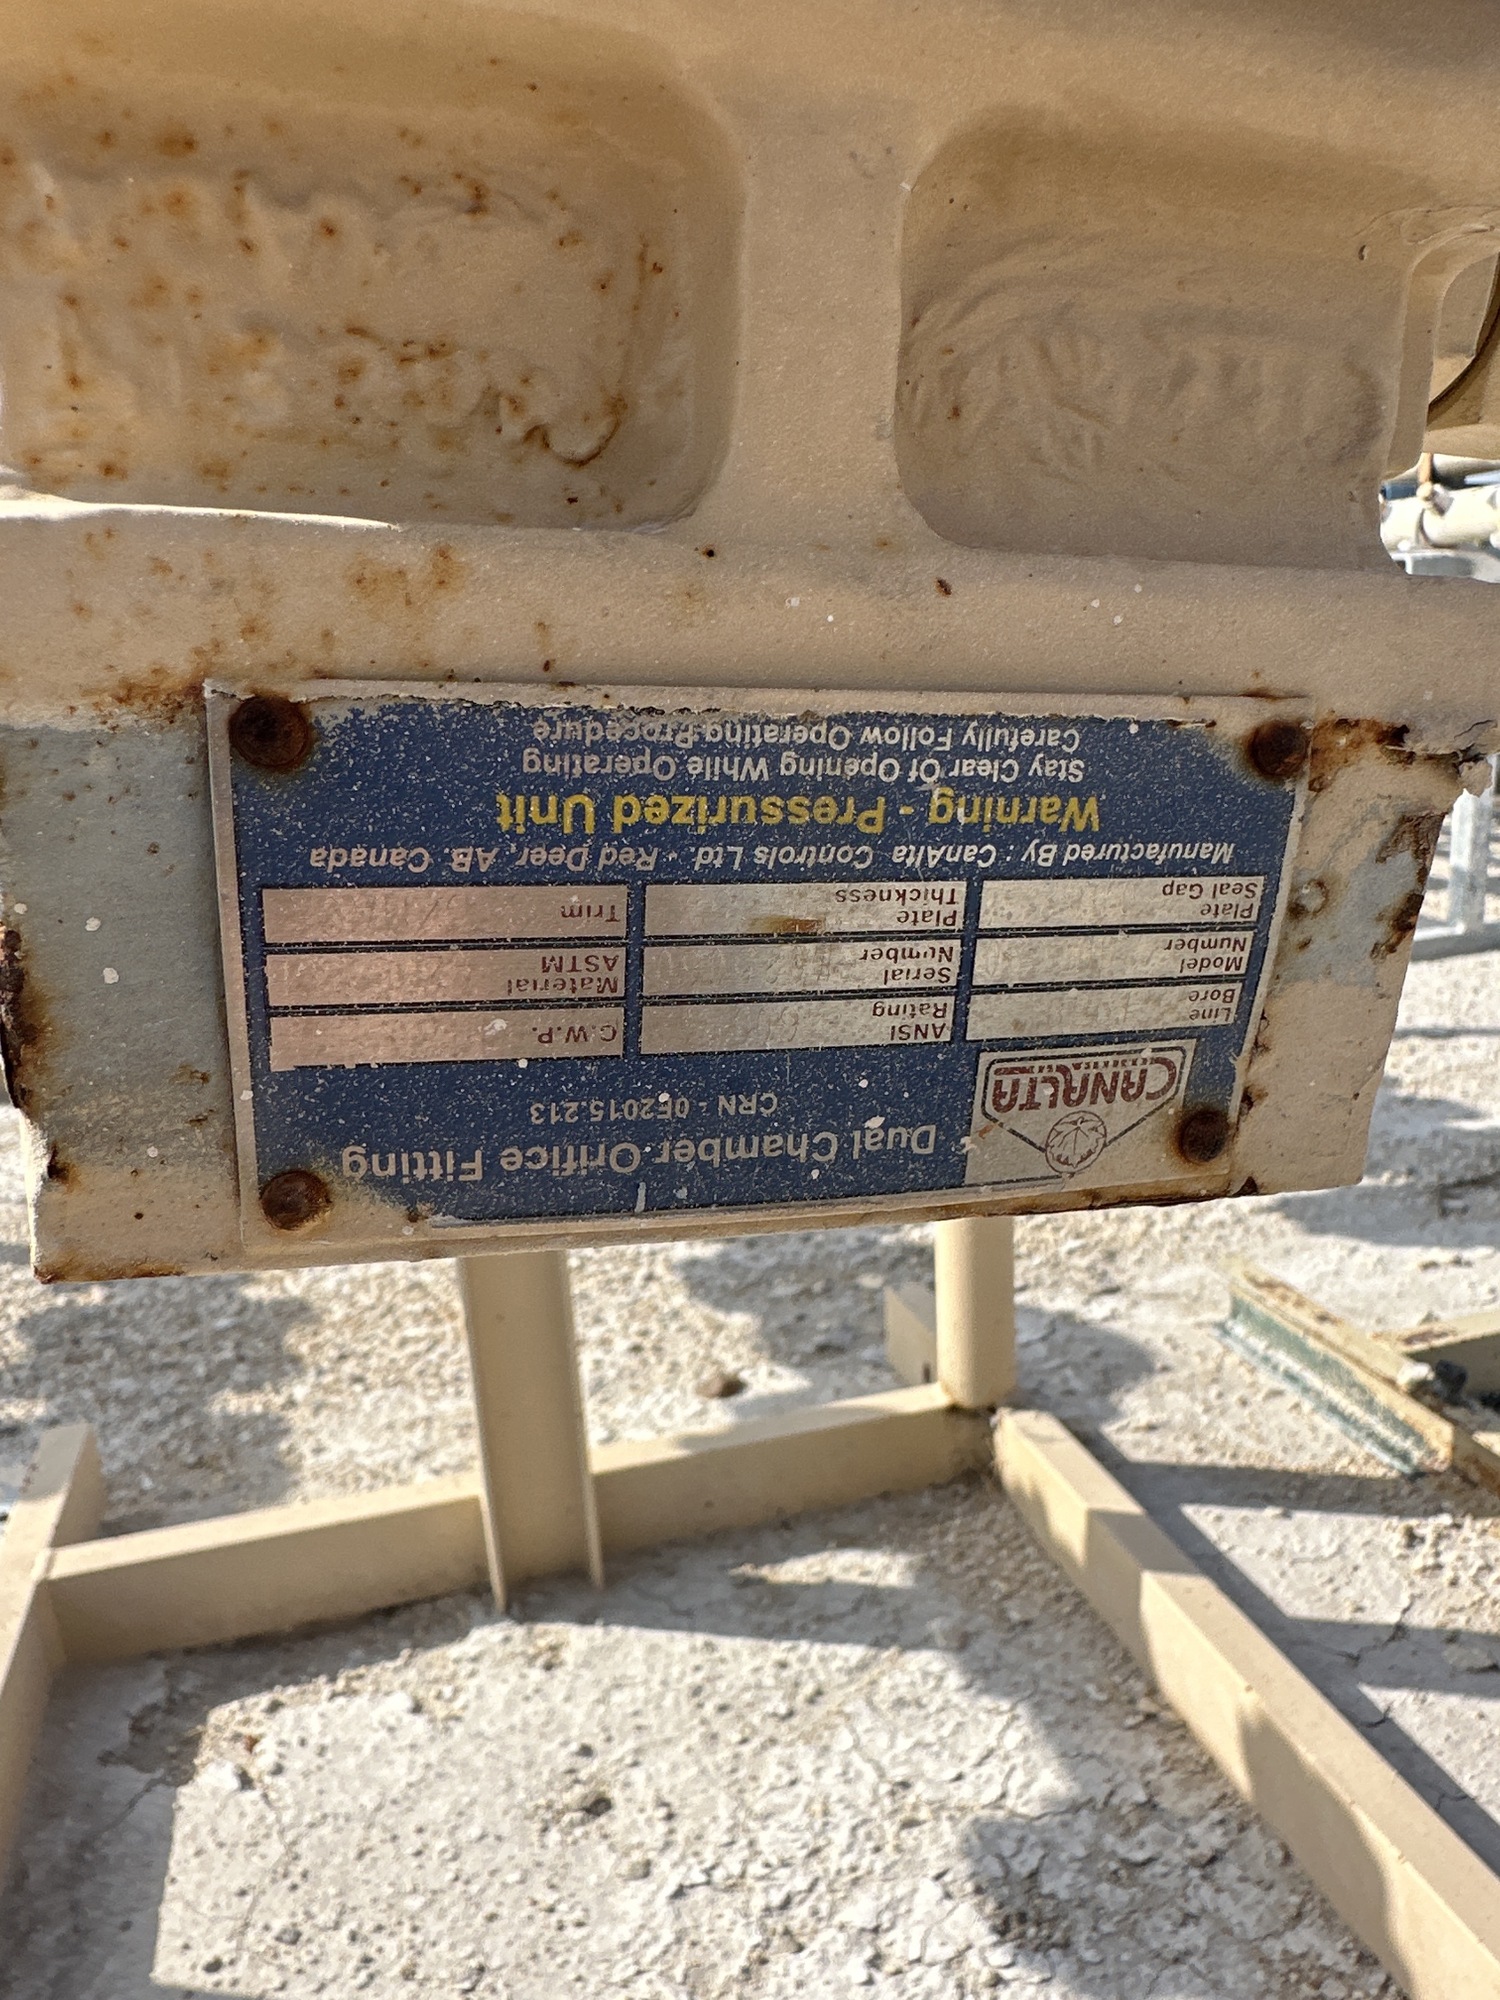 CANALTA
Dual Chamber Orifice Fitting
CRN - 0F2015.213
Line Bore
ANSI Rating
C.W.P.
Model Number
Serial Number
Material ASTM
Plate Seal Gap
Plate Thickness
Trim
Manufactured By: CanAlta Controls Ltd - Red Deer, AB. Canada
Warning - Pressurized Unit
Stay Clear Of Opening While Operating
Carefully Follow Operating Procedure